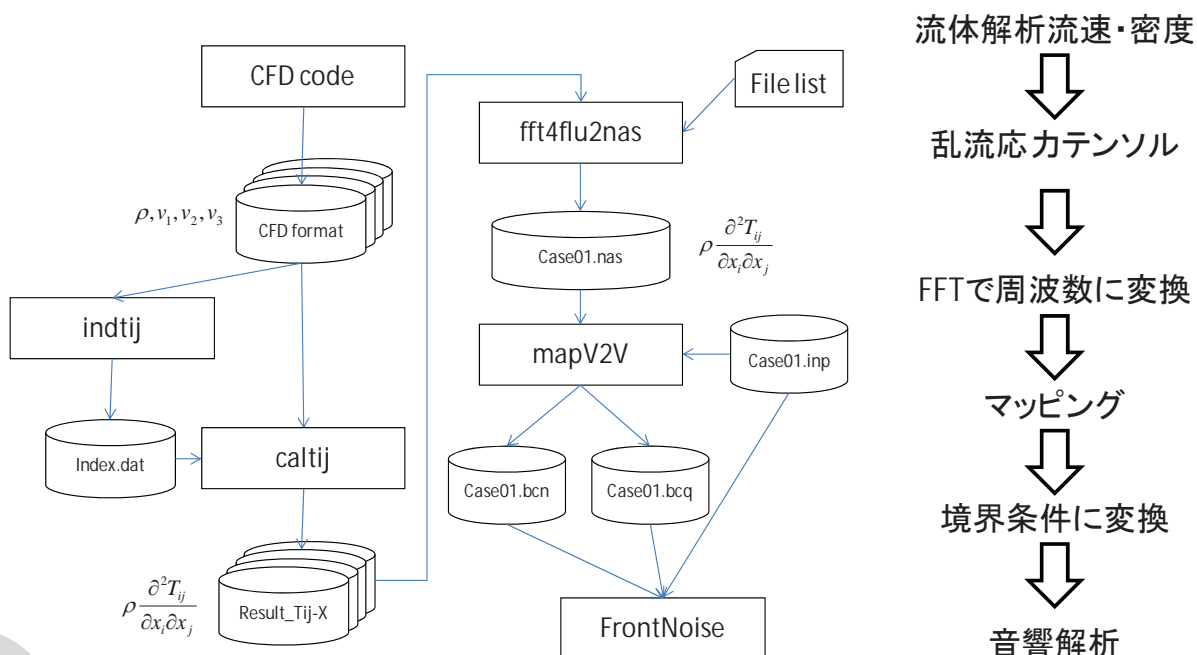 CFD code
ρ, v₁, v₂, v₃
CFD format
indtij
Index.dat
caltij
ρ ∂²Tᵢⱼ / ∂xᵢ∂xⱼ
Result_Tij-X
File list
fft4flu2nas
Case01.nas
ρ ∂²Tᵢⱼ / ∂xᵢ∂xⱼ
mapV2V
Case01.inp
Case01.bcn
Case01.bcq
FrontNoise
流体解析流速・密度
乱流応力テンソル
FFTで周波数に変換
マッピング
境界条件に変換
音響解析